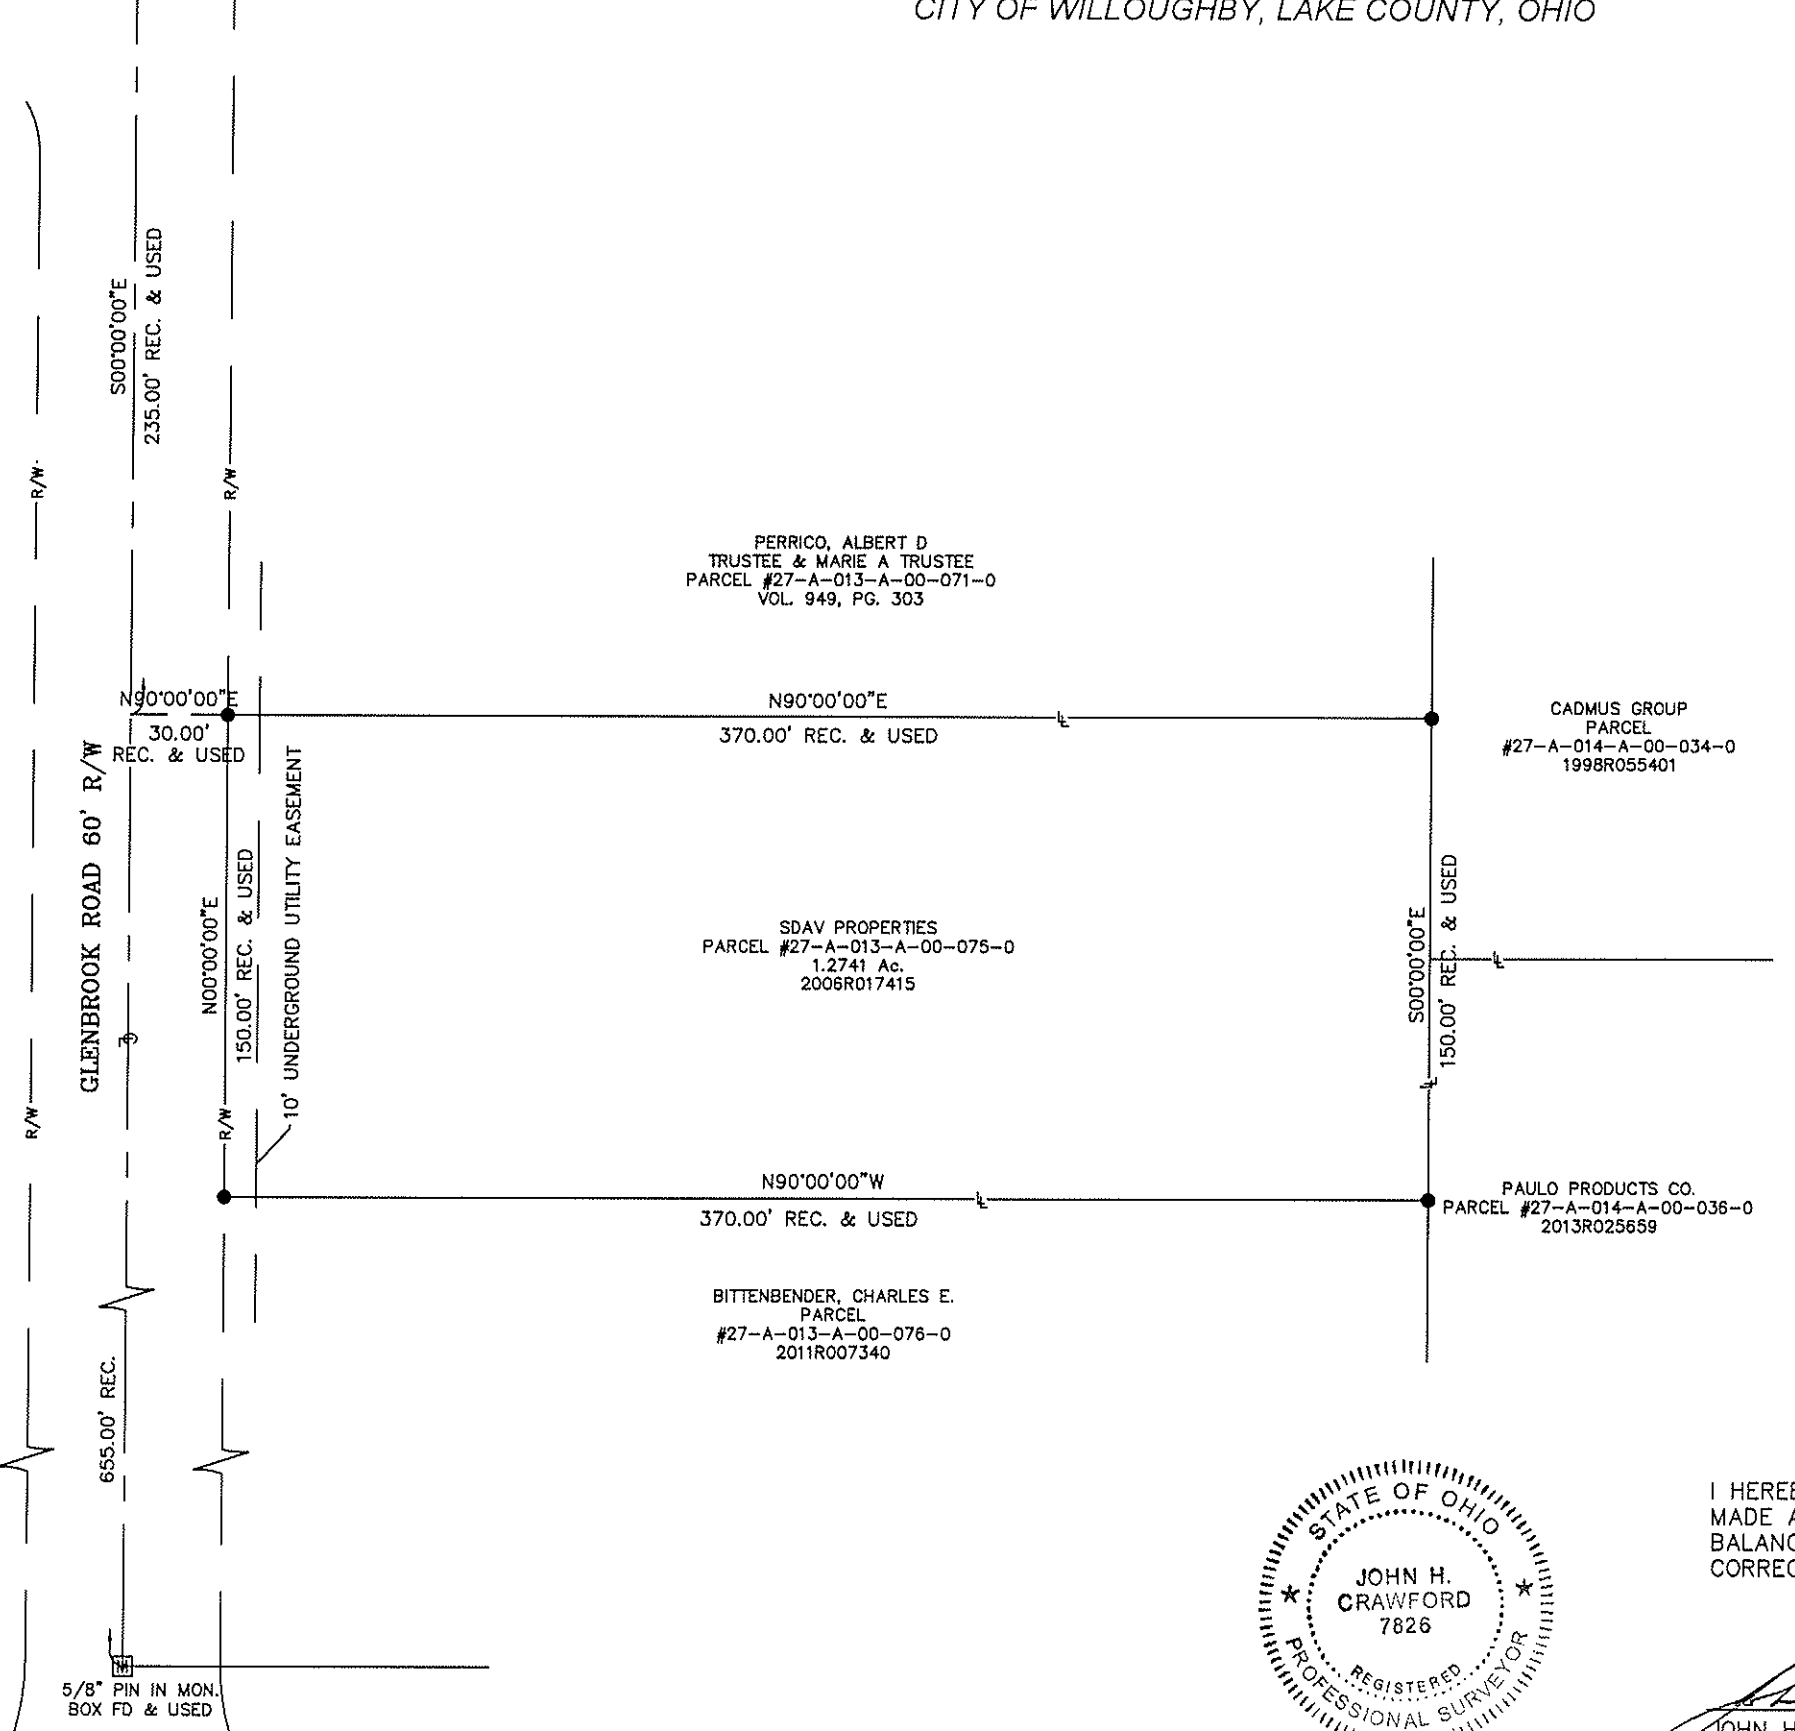 CITY OF WILLOUGHBY, LAKE COUNTY, OHIO
S00°00'00"E
235.00' REC. & USED
R/W
R/W
PERRICO, ALBERT D
TRUSTEE & MARIE A TRUSTEE
PARCEL #27-A-013-A-00-071-0
VOL. 949, PG. 303
N90°00'00"E
30.00'
REC. & USED
N90°00'00"E
370.00' REC. & USED
CADMUS GROUP
PARCEL
#27-A-014-A-00-034-0
1998R055401
GLENBROOK ROAD 60' R/W
N00°00'00"E
150.00' REC. & USED
10' UNDERGROUND UTILITY EASEMENT
SDAV PROPERTIES
PARCEL #27-A-013-A-00-075-0
1.2741 Ac.
2006R017415
S00°00'00"E
150.00' REC. & USED
R/W
R/W
N90°00'00"W
370.00' REC. & USED
PAULO PRODUCTS CO.
PARCEL #27-A-014-A-00-036-0
2013R025659
BITTENBENDER, CHARLES E.
PARCEL
#27-A-013-A-00-076-0
2011R007340
655.00' REC.
5/8" PIN IN MON.
BOX FD & USED
STATE OF OHIO
JOHN H.
CRAWFORD
7826
REGISTERED
PROFESSIONAL SURVEYOR
I
MADE
JOHN